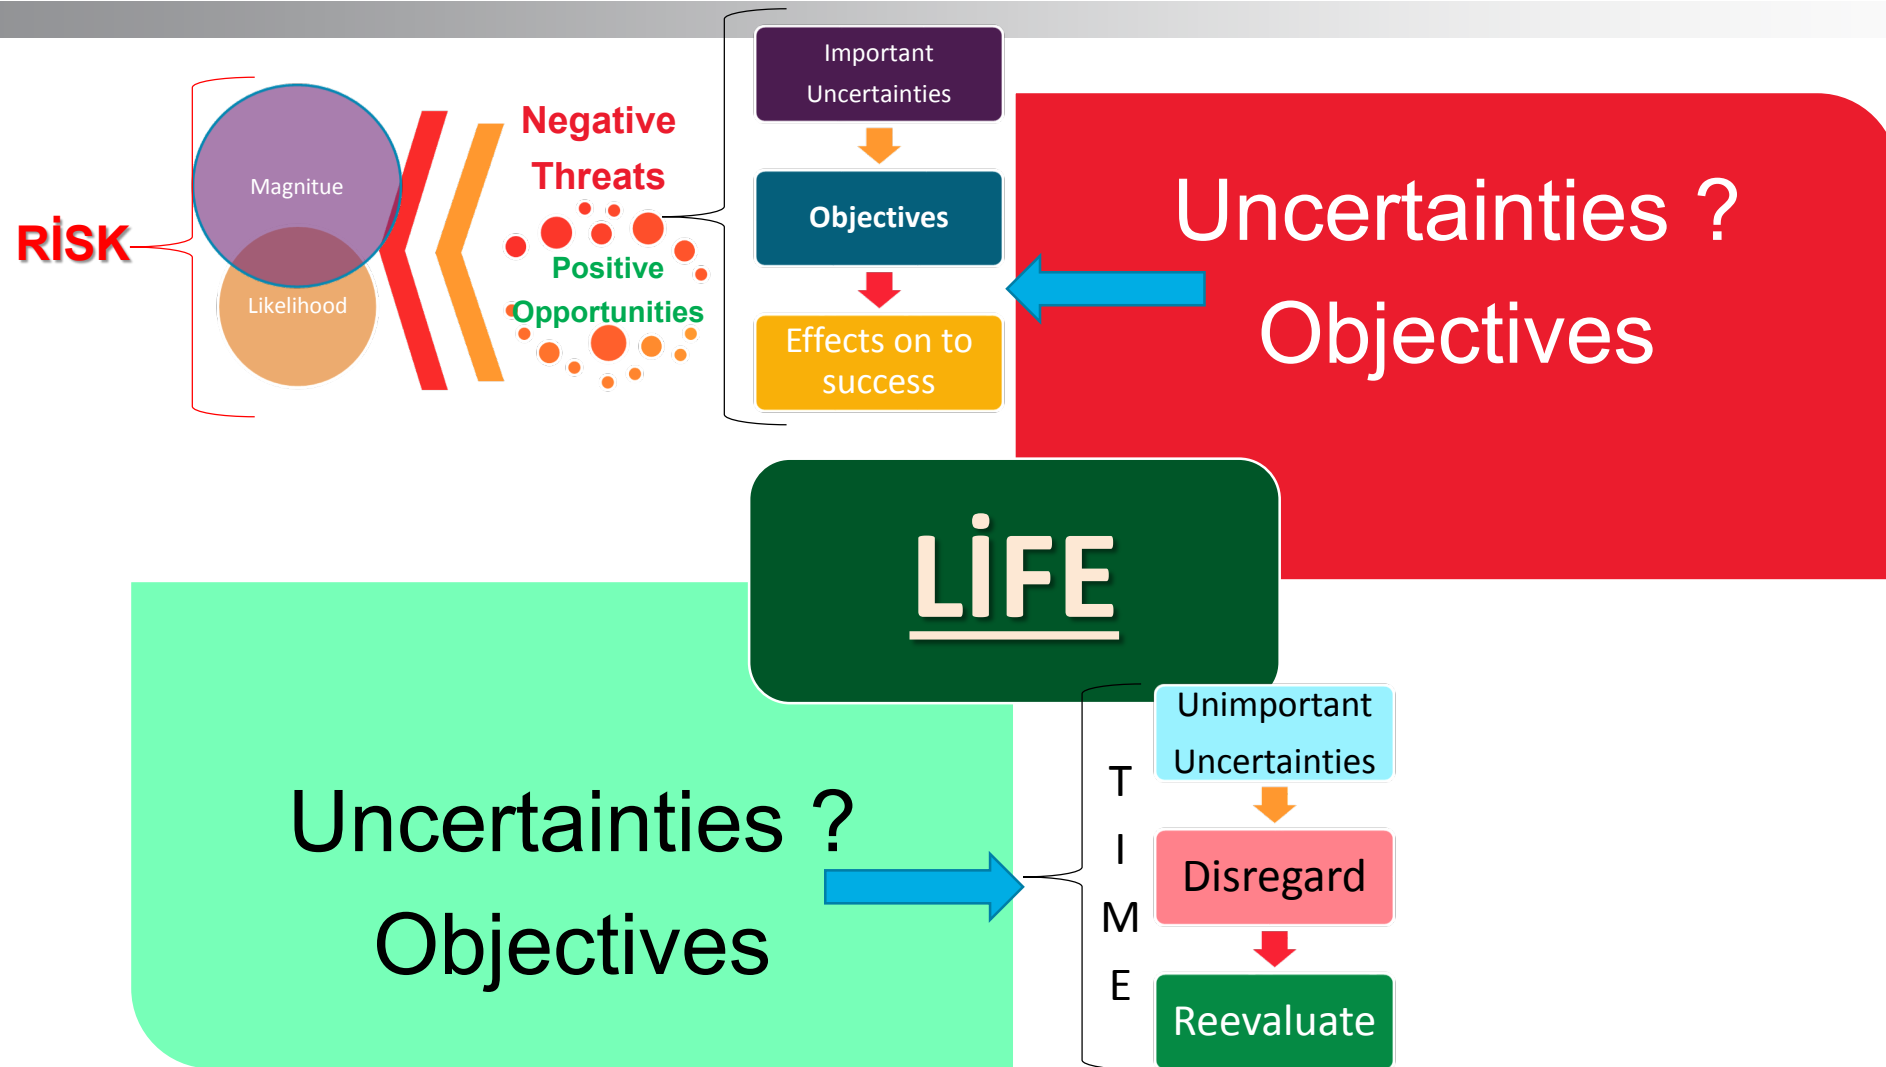 RİSK
Magnitue
Likelihood
Negative
Threats
Positive
Opportunities
Important
Uncertainties
Objectives
Effects on to
success
Uncertainties ?
Objectives
LİFE
Uncertainties ?
Objectives
T
I
M
E
Unimportant
Uncertainties
Disregard
Reevaluate